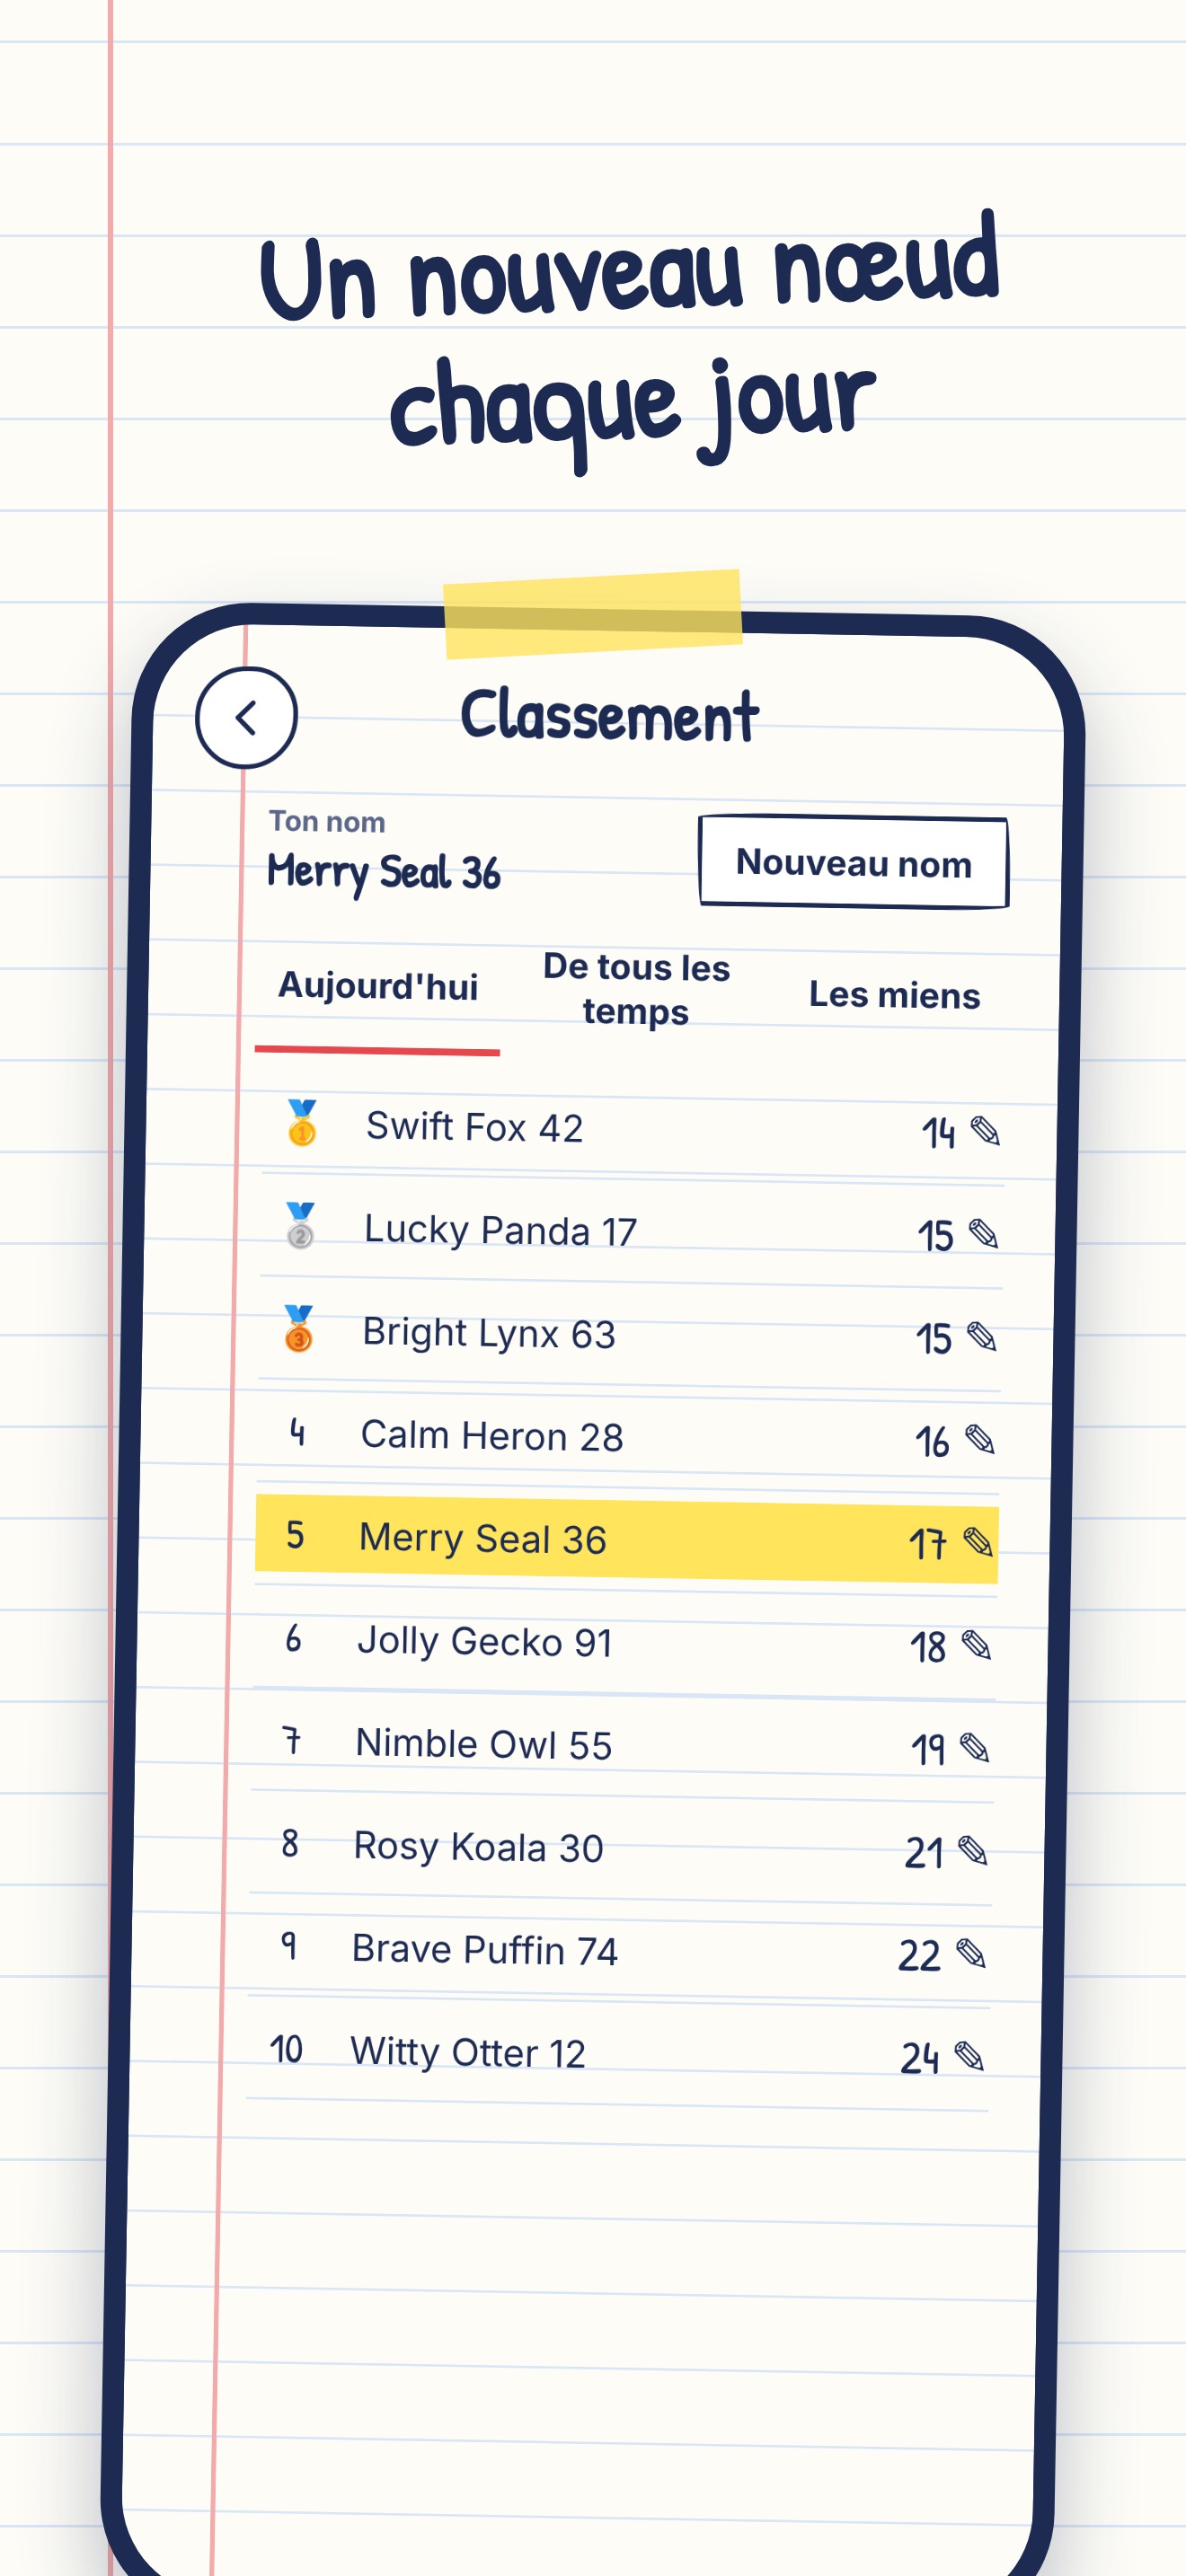 Un nouveau nœud
chaque jour
Classement
Ton nom
Merry Seal 36
Nouveau nom
Aujourd'hui
De tous les
temps
Les miens
1 Swift Fox 42 14
2 Lucky Panda 17 15
3 Bright Lynx 63 15
4 Calm Heron 28 16
5 Merry Seal 36 17
6 Jolly Gecko 91 18
7 Nimble Owl 55 19
8 Rosy Koala 30 21
9 Brave Puffin 74 22
10 Witty Otter 12 24